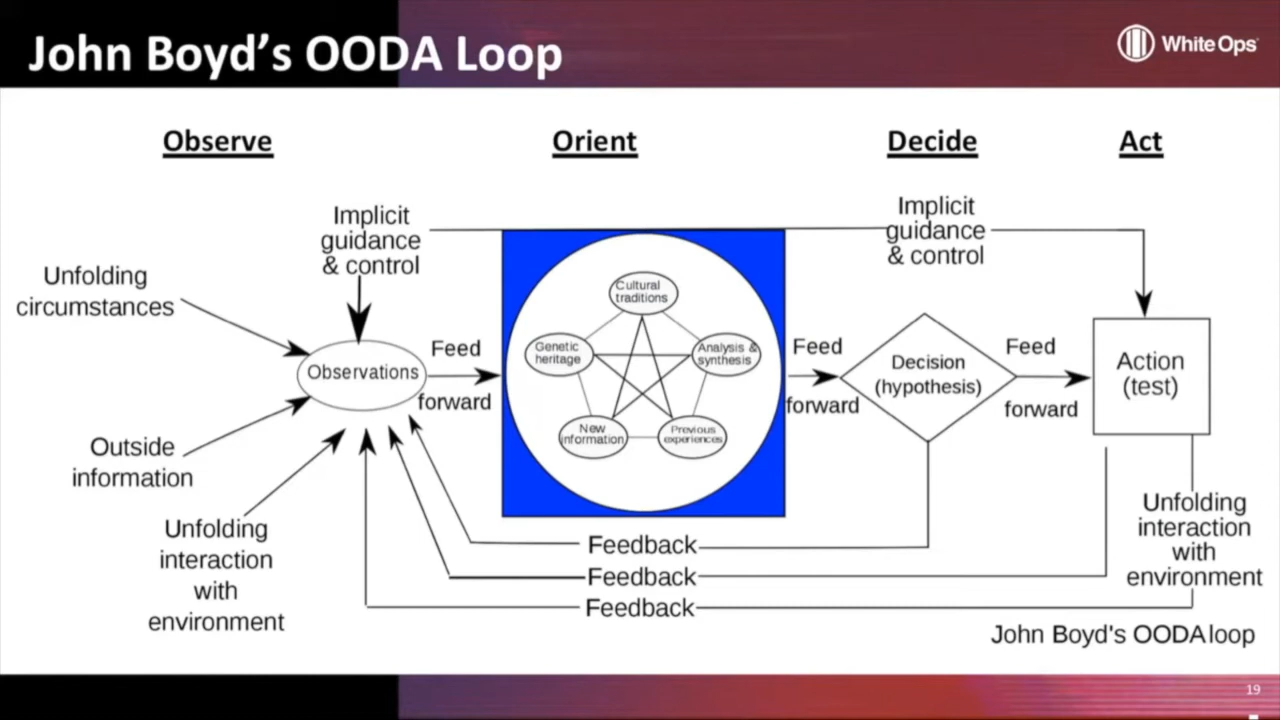 John Boyd's OODA Loop
White Ops
Observe
Orient
Decide
Act
Implicit
guidance
& control
Implicit
guidance
& control
Unfolding
circumstances
Cultural
traditions
Genetic
heritage
Analysis &
synthesis
New
information
Previous
experiences
Observations
Feed
forward
Feed
forward
Decision
(hypothesis)
Feed
forward
Action
(test)
Outside
information
Unfolding
interaction
with
environment
Unfolding
interaction
with
environment
Feedback
Feedback
Feedback
John Boyd's OODA loop
19